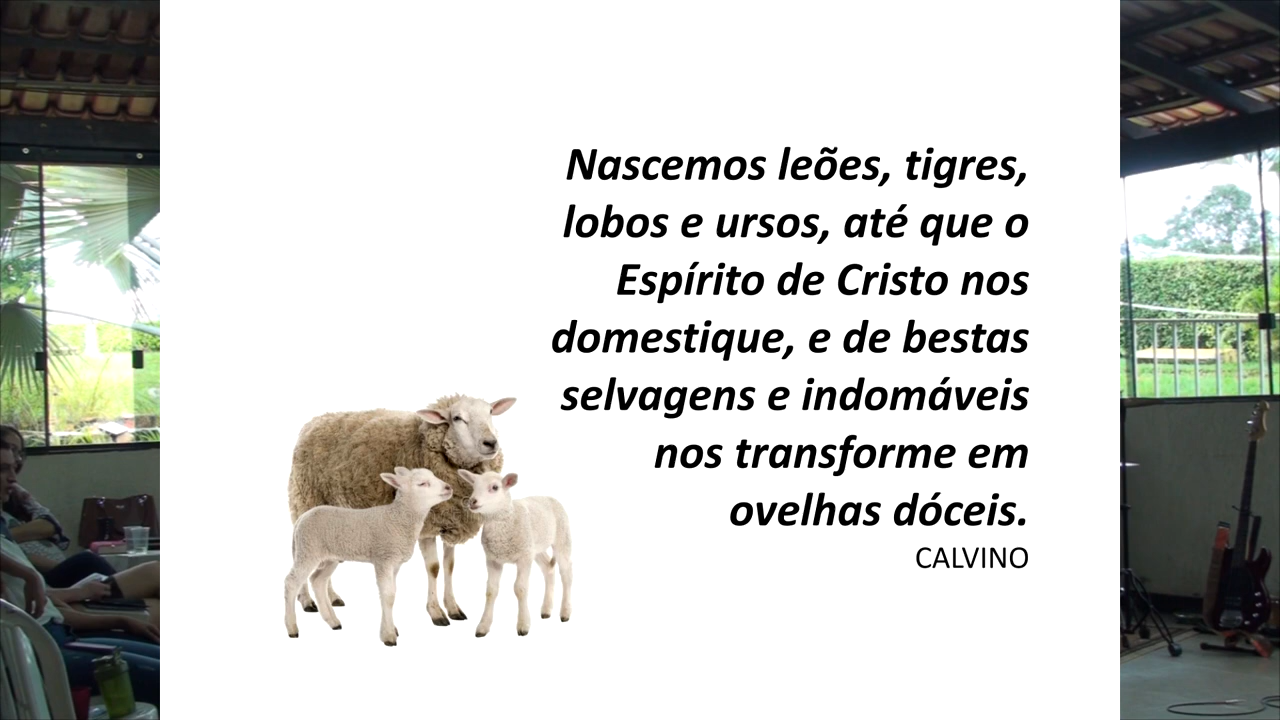 Nascemos leões, tigres,
lobos e ursos, até que o
Espírito de Cristo nos
domestique, e de bestas
selvagens e indomáveis
nos transforme em
ovelhas dóceis.
CALVINO